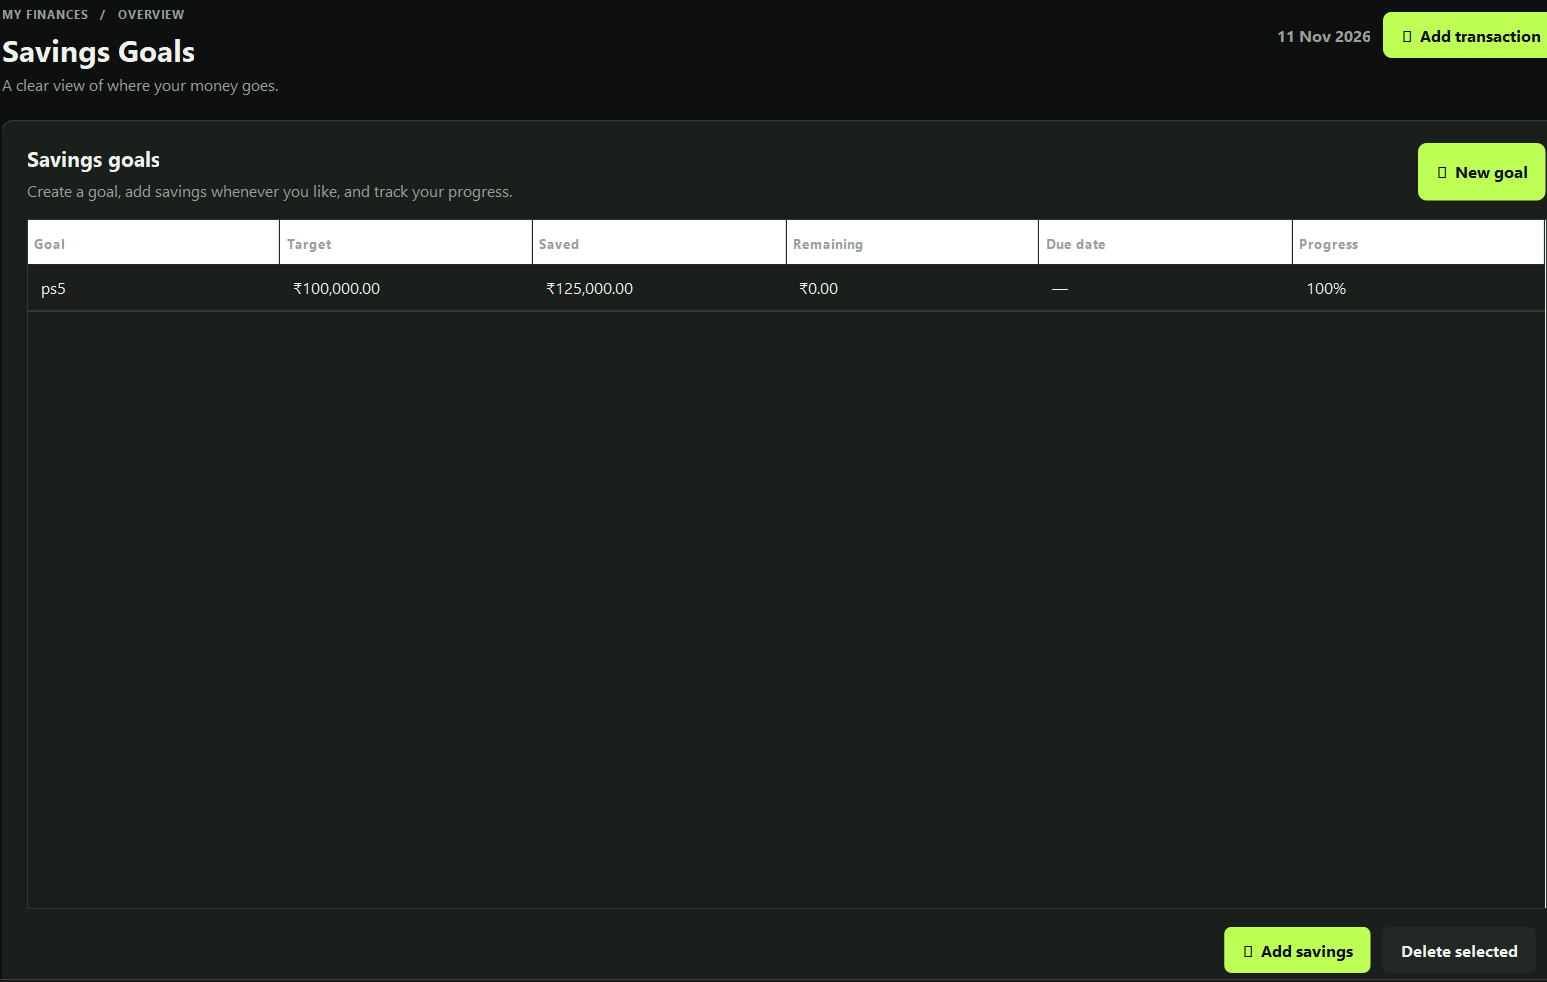 MY FINANCES / OVERVIEW
Savings Goals
A clear view of where your money goes.
11 Nov 2026
Add transaction
Savings goals
Create a goal, add savings whenever you like, and track your progress.
New goal
Goal Target Saved Remaining Due date Progress
ps5 ₹100,000.00 ₹125,000.00 ₹0.00 — 100%
Add savings
Delete selected